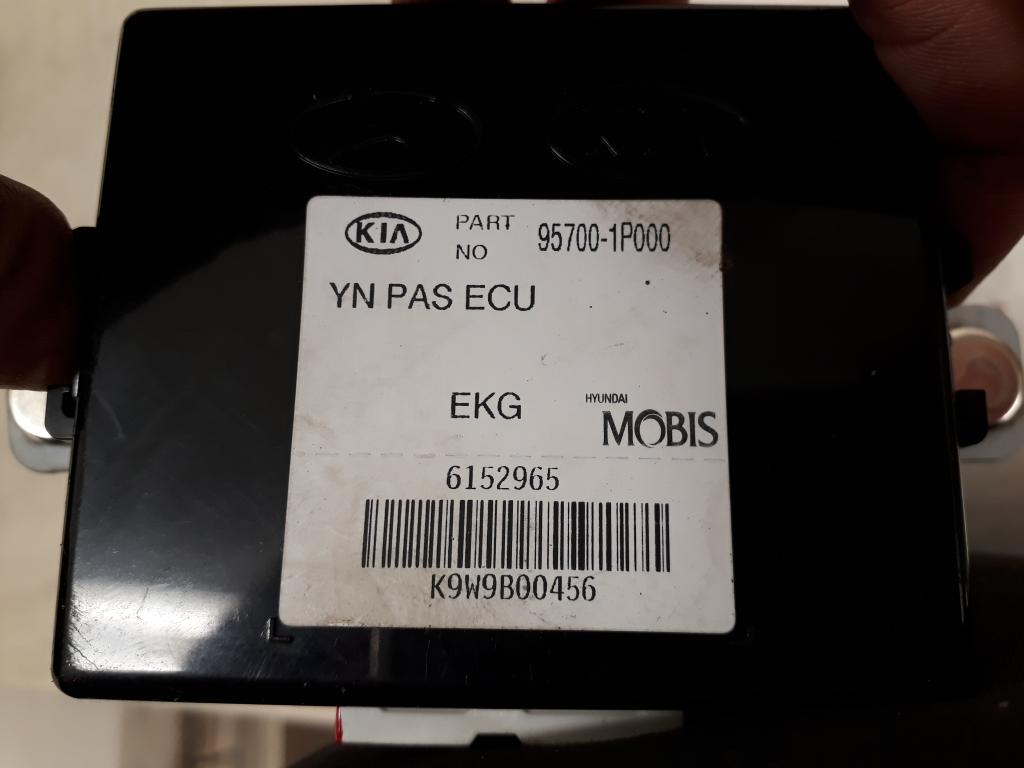 KIA PART NO 95700-1P000
YN PAS ECU
EKG HYUNDAI MOBIS
6152965
K9W9B00456